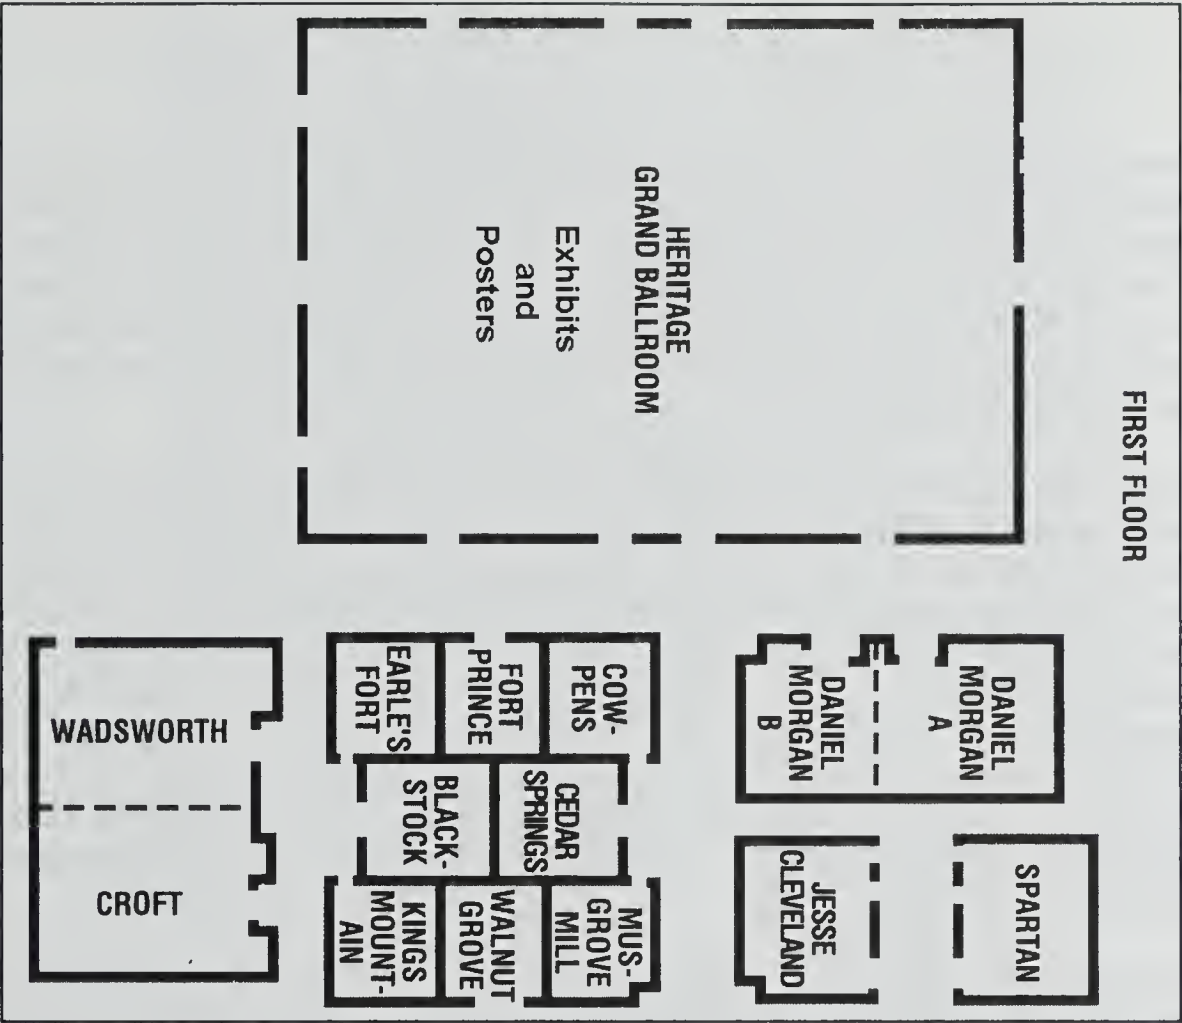 FIRST FLOOR
HERITAGE
GRAND BALLROOM
Exhibits
and
Posters
DANIEL
MORGAN
A
DANIEL
MORGAN
B
SPARTAN
JESSE
CLEVELAND
COW-
PENS
FORT
PRINCE
EARLE'S
FORT
CEDAR
SPRINGS
BLACK-
STOCK
MUS-
GROVE
MILL
WALNUT
GROVE
KINGS
MOUNT-
AIN
WADSWORTH
CROFT